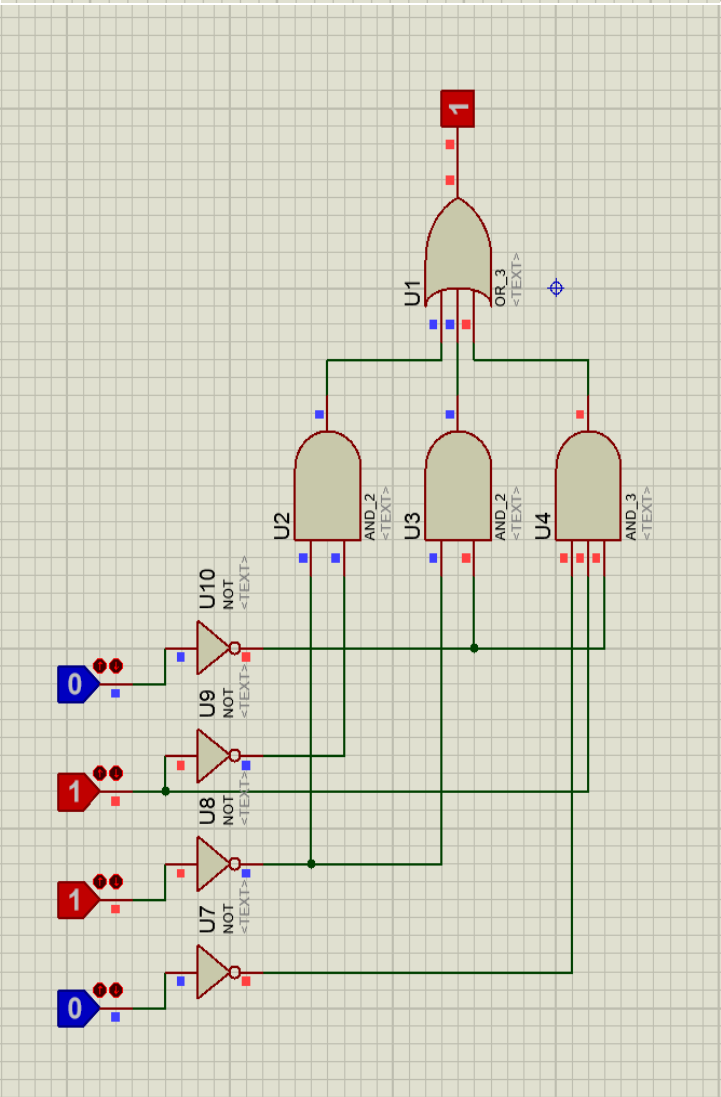 1
U1
OR_3
<TEXT>
U2
AND_2
<TEXT>
U3
AND_2
<TEXT>
U4
AND_3
<TEXT>
U10
NOT
<TEXT>
0
U9
NOT
<TEXT>
1
U8
NOT
<TEXT>
1
U7
NOT
<TEXT>
0